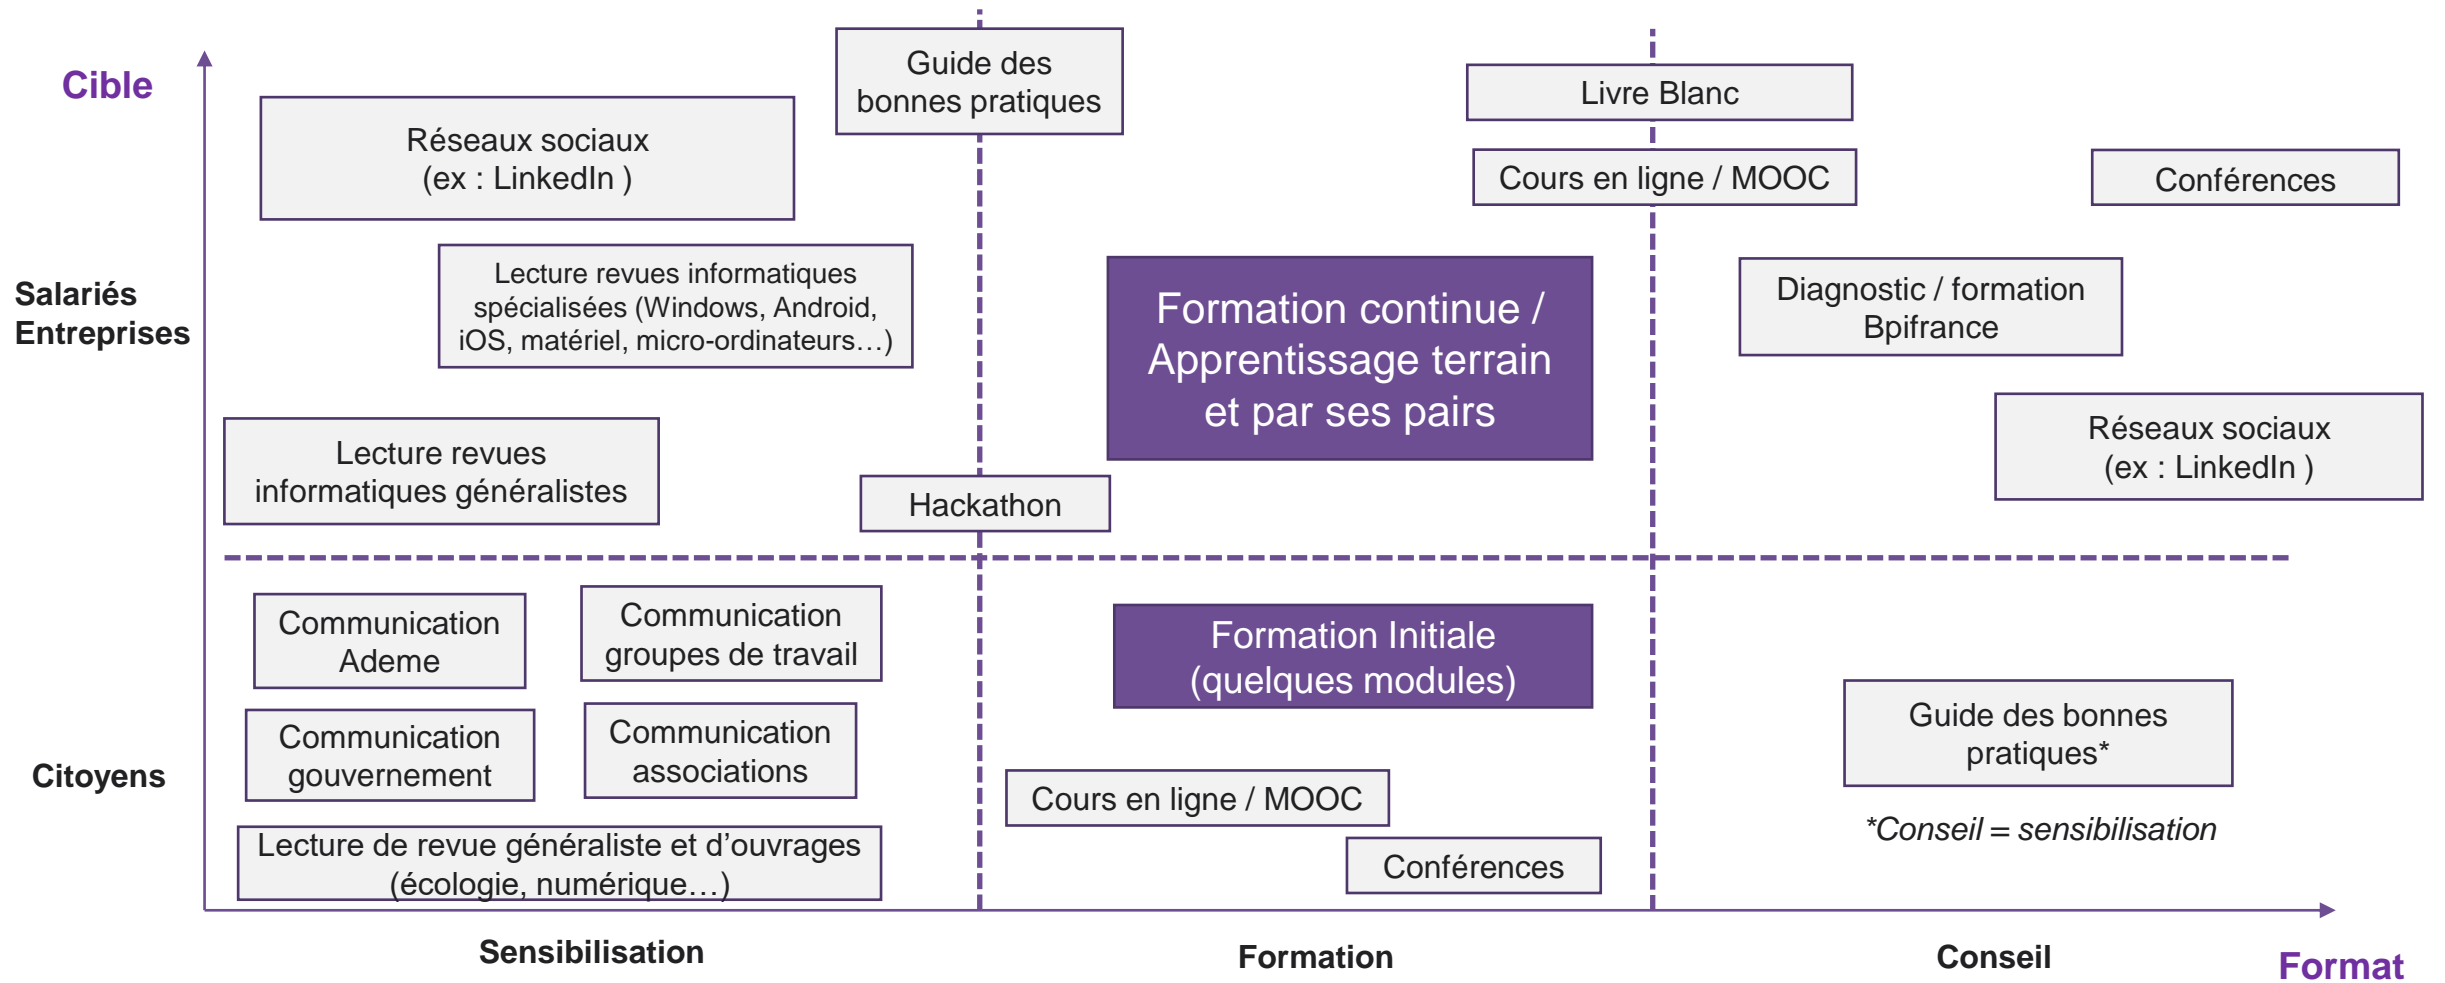 Cible
Guide des
bonnes pratiques
Livre Blanc
Réseaux sociaux
(ex : LinkedIn )
Cours en ligne / MOOC
Conférences
Salariés
Entreprises
Lecture revues informatiques
spécialisées (Windows, Android,
iOS, matériel, micro-ordinateurs…)
Formation continue /
Apprentissage terrain
et par ses pairs
Diagnostic / formation
Bpifrance
Lecture revues
informatiques généralistes
Hackathon
Réseaux sociaux
(ex : LinkedIn )
Citoyens
Communication
Ademe
Communication
groupes de travail
Communication
gouvernement
Communication
associations
Lecture de revue généraliste et d’ouvrages
(écologie, numérique…)
Formation Initiale
(quelques modules)
Cours en ligne / MOOC
Conférences
Guide des bonnes
pratiques*
*Conseil = sensibilisation
Sensibilisation
Formation
Conseil
Format